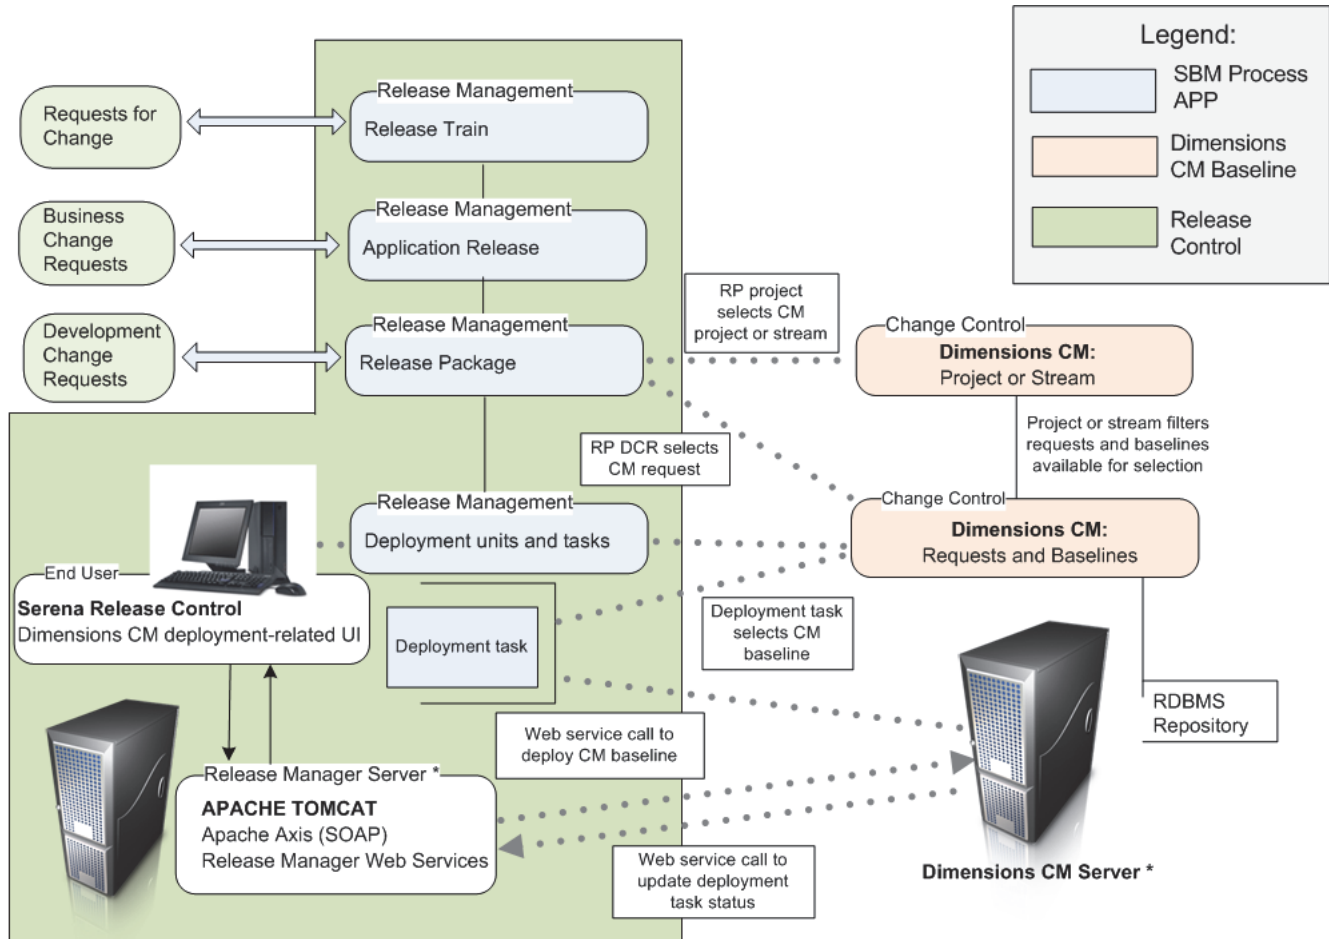 Legend:
SBM Process
APP
Dimensions
CM Baseline
Release
Control
Requests for
Change
Release Management
Release Train
Business
Change
Requests
Release Management
Application Release
Development
Change
Requests
Release Management
Release Package
RP project
selects CM
project or stream
Change Control
Dimensions CM:
Project or Stream
RP DCR selects
CM request
Project or stream filters
requests and baselines
available for selection
Release Management
Deployment units and tasks
Change Control
Dimensions CM:
Requests and Baselines
End User
Serena Release Control
Dimensions CM deployment-related UI
Deployment task
Deployment task
selects CM
baseline
RDBMS
Repository
Web service call to
deploy CM baseline
Release Manager Server *
APACHE TOMCAT
Apache Axis (SOAP)
Release Manager Web Services
Web service call to
update deployment
task status
Dimensions CM Server *